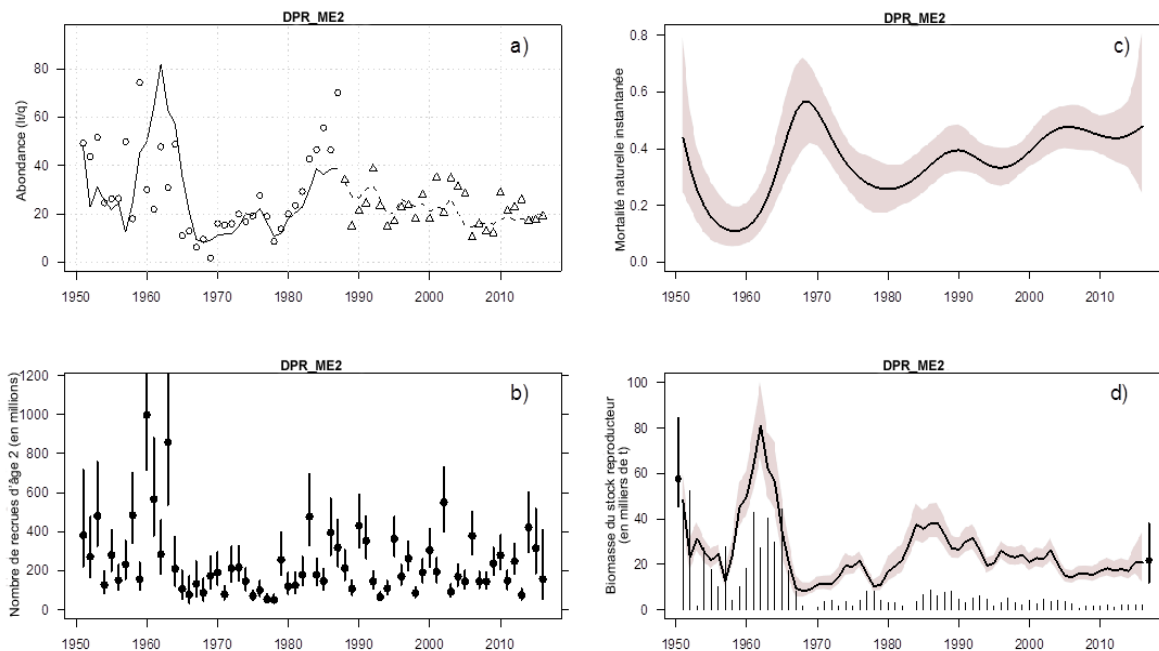 DPR_ME2
a)
Abondance (lt/q)
80
60
40
20
0
1950 1960 1970 1980 1990 2000 2010
DPR_ME2
c)
Mortalité naturelle instantanée
0.8
0.6
0.4
0.2
0.0
1950 1960 1970 1980 1990 2000 2010
DPR_ME2
b)
Nombre de recrues d'âge 2 (en millions)
1200
1000
800
600
400
200
0
1950 1960 1970 1980 1990 2000 2010
DPR_ME2
d)
Biomasse du stock reproducteur
(en milliers de t)
100
80
60
40
20
0
1950 1960 1970 1980 1990 2000 2010